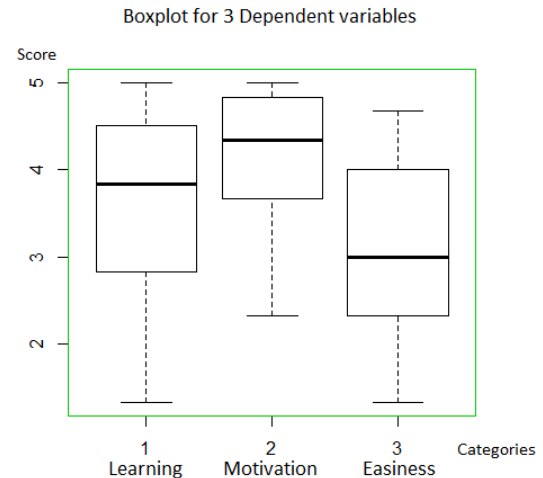 Boxplot for 3 Dependent variables
Score
5
4
3
2
1 2 3 Categories
Learning Motivation Easiness